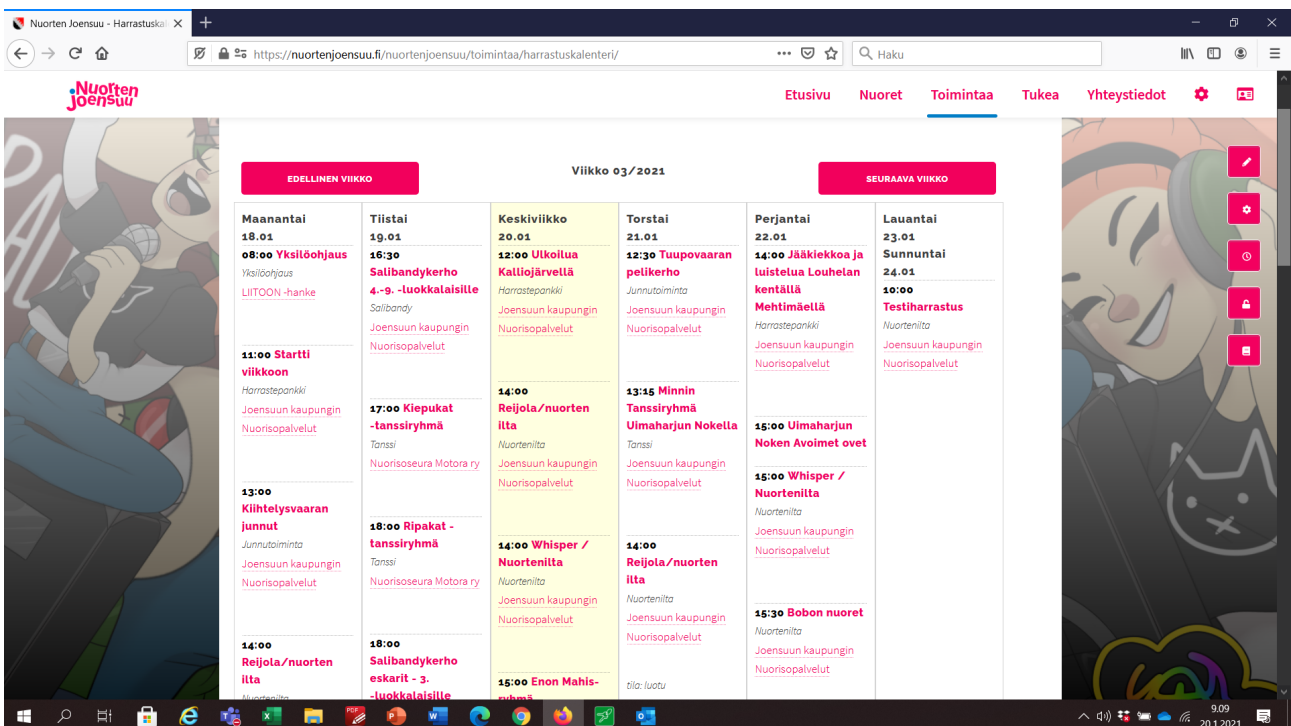 Nuorten Joensuu - Harrastuskal
https://nuortenjoensuu.fi/nuortenjoensuu/toimintaa/harrastuskalenteri/
Haku
Nuorten
joensuu
Etusivu Nuoret Toimintaa Tukea Yhteystiedot
EDELLINEN VIIKKO
Viikko 03/2021
SEURAAVA VIIKKO
Maanantai
18.01
08:00 Yksilöohjaus
Yksilöohjaus
LIITOON -hanke
11:00 Startti
viikkoon
Harrastepankki
Joensuun kaupungin
Nuorisopalvelut
13:00
Kiihtelysvaaran
junnut
Junnutoiminta
Joensuun kaupungin
Nuorisopalvelut
14:00
Reijola/nuorten
ilta
Nuortenilta
Tiistai
19.01
16:30
Salibandykerho
4.-9. -luokkalaisille
Salibandy
Joensuun kaupungin
Nuorisopalvelut
17:00 Kiepukat
-tanssiryhmä
Tanssi
Nuorisoseura Motora ry
18:00 Ripakat -
tanssiryhmä
Tanssi
Nuorisoseura Motora ry
18:00
Salibandykerho
eskarit - 3.
-luokkalaisille
Keskiviikko
20.01
12:00 Ulkoilua
Kalliojärvellä
Harrastepankki
Joensuun kaupungin
Nuorisopalvelut
14:00
Reijola/nuorten
ilta
Nuortenilta
Joensuun kaupungin
Nuorisopalvelut
14:00 Whisper /
Nuortenilta
Nuortenilta
Joensuun kaupungin
Nuorisopalvelut
15:00 Enon Mahis-
ryhmä
Torstai
21.01
12:30 Tuupovaaran
pelikerho
Junnutoiminta
Joensuun kaupungin
Nuorisopalvelut
13:15 Minnin
Tanssiryhmä
Uimaharjun Nokella
Tanssi
Joensuun kaupungin
Nuorisopalvelut
14:00
Reijola/nuorten
ilta
Nuortenilta
Joensuun kaupungin
Nuorisopalvelut
tila: luotu
Perjantai
22.01
14:00 Jääkiekkoa ja
luistelua Louhelan
kentällä
Mehtimäellä
Harrastepankki
Joensuun kaupungin
Nuorisopalvelut
15:00 Uimaharjun
Noken Avoimet ovet
15:00 Whisper /
Nuortenilta
Nuortenilta
Joensuun kaupungin
Nuorisopalvelut
15:30 Bobon nuoret
Nuortenilta
Joensuun kaupungin
Nuorisopalvelut
Lauantai
23.01
Sunnuntai
24.01
10:00
Testiharrastus
Nuortenilta
Joensuun kaupungin
Nuorisopalvelut
9.09
20.1.2021